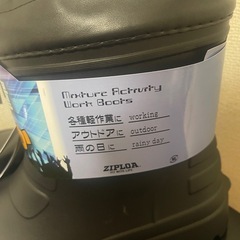 Mixture Activity
Work Boots
各種軽作業に working
アウトドアに outdoor
雨の日に rainy day
ZIPLOA